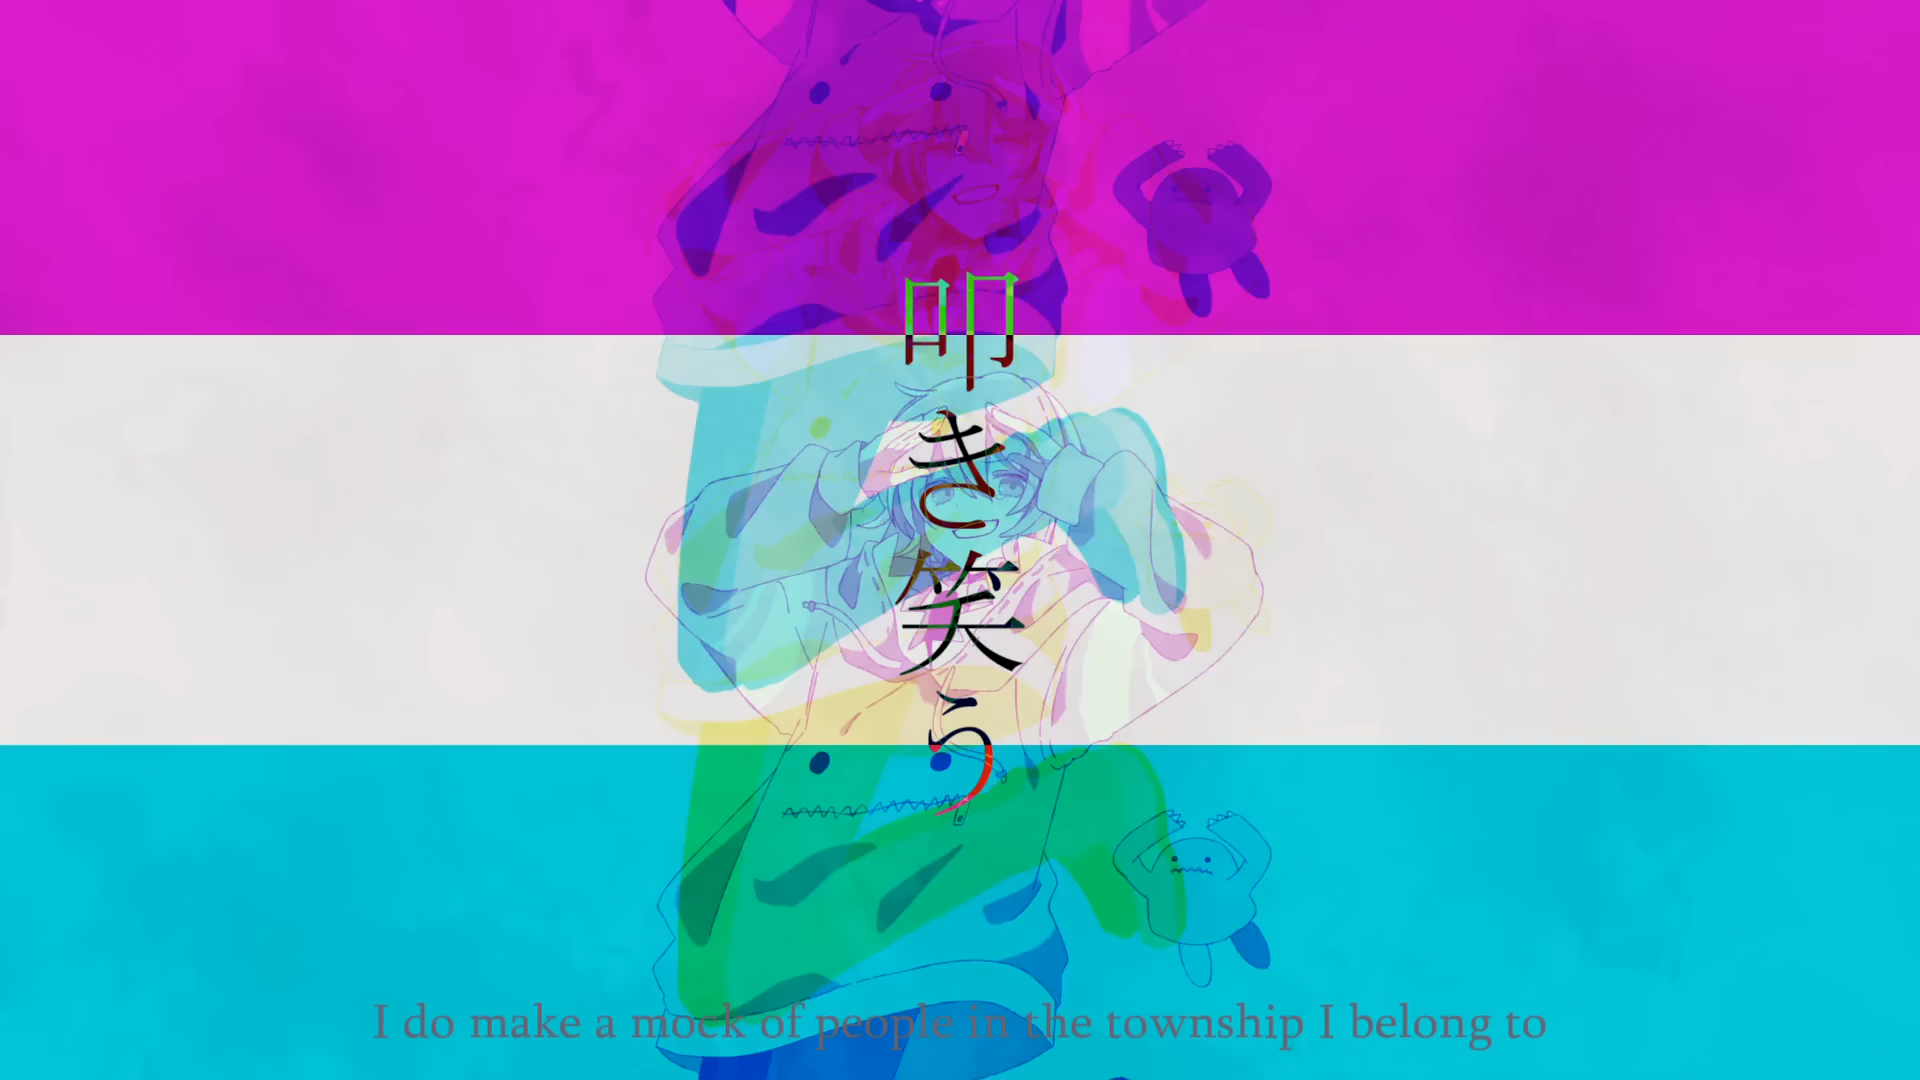 叩き笑う
I do make a mock of people in the township I belong to